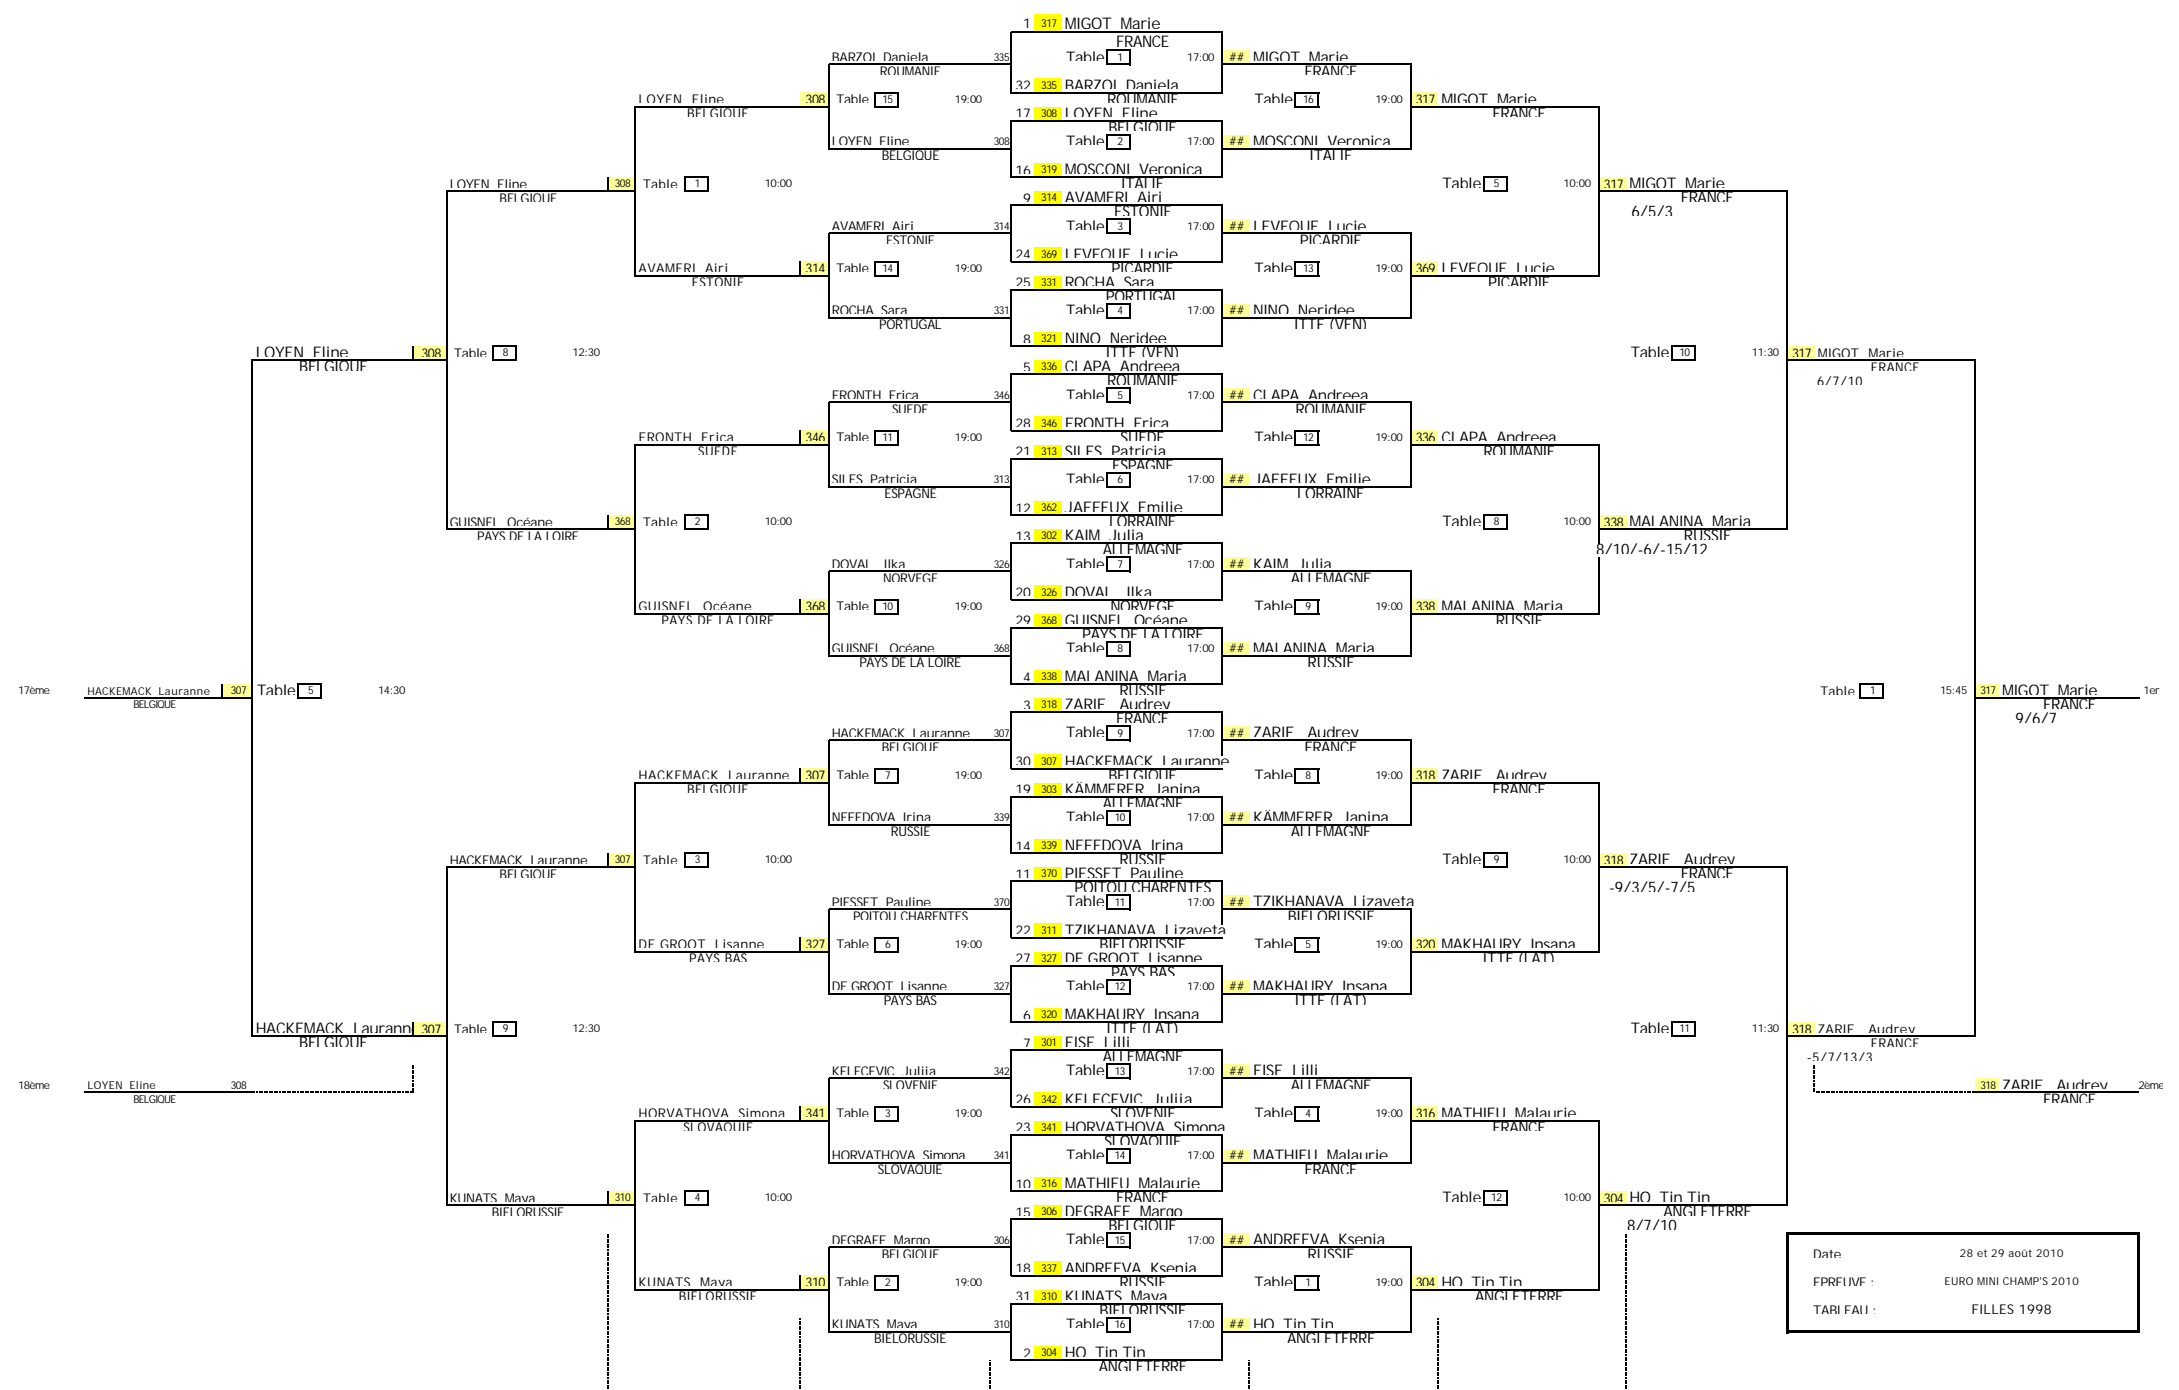 1 317 MIGOT Marie
FRANCE
BARZOI Daniela 335 Table 1 17:00 ## MIGOT Marie
ROUMANIE FRANCE
32 335 BARZOI Daniela
LOYEN Eline 308 Table 15 19:00 ROUMANIE Table 16 19:00 317 MIGOT Marie
BELGIQUE 17 308 LOYEN Eline FRANCE
BELGIQUE
LOYEN Eline 308 Table 2 17:00 ## MOSCONI Veronica
BELGIQUE ITALIE
16 319 MOSCONI Veronica
LOYEN Eline 308 Table 1 10:00 ITALIE Table 5 10:00 317 MIGOT Marie
BELGIQUE 9 314 AVAMERI Airi FRANCE
ESTONIE 6/5/3
AVAMERI Airi 314 Table 3 17:00 ## LEVEQUE Lucie
ESTONIE PICARDIE
24 369 LEVEQUE Lucie
AVAMERI Airi 314 Table 14 19:00 PICARDIE Table 13 19:00 369 LEVEQUE Lucie
ESTONIE 25 331 ROCHA Sara PICARDIE
PORTUGAL
ROCHA Sara 331 Table 4 17:00 ## NINO Neridee
PORTUGAL ITTF (VEN)
8 321 NINO Neridee
LOYEN Eline 308 Table 8 12:30 ITTF (VEN) Table 10 11:30 317 MIGOT Marie
BELGIQUE 5 336 CLAPA Andreea FRANCE
ROUMANIE 6/7/10
FRONTH Erica 346 Table 5 17:00 ## CLAPA Andreea
SUEDE ROUMANIE
28 346 FRONTH Erica
FRONTH Erica 346 Table 11 19:00 SUEDE Table 12 19:00 336 CLAPA Andreea
SUEDE 21 313 SILES Patricia ROUMANIE
ESPAGNE
SILES Patricia 313 Table 6 17:00 ## JAFFEUX Emilie
ESPAGNE LORRAINE
12 362 JAFFEUX Emilie
GUISNEL Océane 368 Table 2 10:00 LORRAINE Table 8 10:00 338 MALANINA Maria
PAYS DE LA LOIRE 13 302 KAIM Julia RUSSIE
ALLEMAGNE 8/10/-6/-15/12
DOVAL Ilka 326 Table 7 17:00 ## KAIM Julia
NORVEGE ALLEMAGNE
20 326 DOVAL Ilka
GUISNEL Océane 368 Table 10 19:00 NORVEGE Table 9 19:00 338 MALANINA Maria
PAYS DE LA LOIRE 29 368 GUISNEL Océane RUSSIE
PAYS DE LA LOIRE
GUISNEL Océane 368 Table 8 17:00 ## MALANINA Maria
PAYS DE LA LOIRE RUSSIE
4 338 MALANINA Maria
17ème HACKEMACK Lauranne 307 Table 5 14:30 RUSSIE Table 1 15:45 317 MIGOT Marie 1er
BELGIQUE 3 318 ZARIF Audrey FRANCE
FRANCE 9/6/7
HACKEMACK Lauranne 307 Table 9 17:00 ## ZARIF Audrey
BELGIQUE FRANCE
30 307 HACKEMACK Lauranne
HACKEMACK Lauranne 307 Table 7 19:00 BELGIQUE Table 8 19:00 318 ZARIF Audrey
BELGIQUE 19 303 KÄMMERER Janina FRANCE
ALLEMAGNE
NEFEDOVA Irina 339 Table 10 17:00 ## KÄMMERER Janina
RUSSIE ALLEMAGNE
14 339 NEFEDOVA Irina
HACKEMACK Lauranne 307 Table 3 10:00 RUSSIE Table 9 10:00 318 ZARIF Audrey
BELGIQUE 11 370 PIESSET Pauline FRANCE
POITOU CHARENTES -9/3/5/-7/5
PIESSET Pauline 370 Table 11 17:00 ## TZIKHANAVA Lizaveta
POITOU CHARENTES BIELORUSSIE
22 311 TZIKHANAVA Lizaveta
DE GROOT Lisanne 327 Table 6 19:00 BIELORUSSIE Table 5 19:00 320 MAKHAURY Insana
PAYS BAS 27 327 DE GROOT Lisanne ITTF (LAT)
PAYS BAS
DE GROOT Lisanne 327 Table 12 17:00 ## MAKHAURY Insana
PAYS BAS ITTF (LAT)
6 320 MAKHAURY Insana
HACKEMACK Laurann 307 Table 9 12:30 ITTF (LAT) Table 11 11:30 318 ZARIF Audrey
BELGIQUE 7 301 EISE Lilli FRANCE
ALLEMAGNE -5/7/13/3
KELECEVIC Julija 342 Table 13 17:00 ## EISE Lilli
SLOVENIE ALLEMAGNE
18ème LOYEN Eline 308 318 ZARIF Audrey 2ème
BELGIQUE 26 342 KELECEVIC Julija FRANCE
HORVATHOVA Simona 341 Table 3 19:00 SLOVENIE Table 4 19:00 316 MATHIEU Malaurie
SLOVAQUIE 23 341 HORVATHOVA Simona FRANCE
SLOVAQUIE
HORVATHOVA Simona 341 Table 14 17:00 ## MATHIEU Malaurie
SLOVAQUIE FRANCE
10 316 MATHIEU Malaurie
KUNATS Maya 310 Table 4 10:00 FRANCE Table 12 10:00 304 HO Tin Tin
BIELORUSSIE 15 306 DEGRAEF Margo ANGLETERRE
BELGIQUE 8/7/10
DEGRAEF Margo 306 Table 15 17:00 ## ANDREEVA Ksenia
BELGIQUE RUSSIE
Date 28 et 29 août 2010
18 337 ANDREEVA Ksenia
KUNATS Maya 310 Table 2 19:00 RUSSIE Table 1 19:00 304 HO Tin Tin
EPREUVE : EURO MINI CHAMP'S 2010
BIELORUSSIE 31 310 KUNATS Maya ANGLETERRE
BIELORUSSIE
TABLEAU : FILLES 1998
KUNATS Maya 310 Table 16 17:00 ## HO Tin Tin
BIELORUSSIE ANGLETERRE
2 304 HO Tin Tin
ANGLETERRE